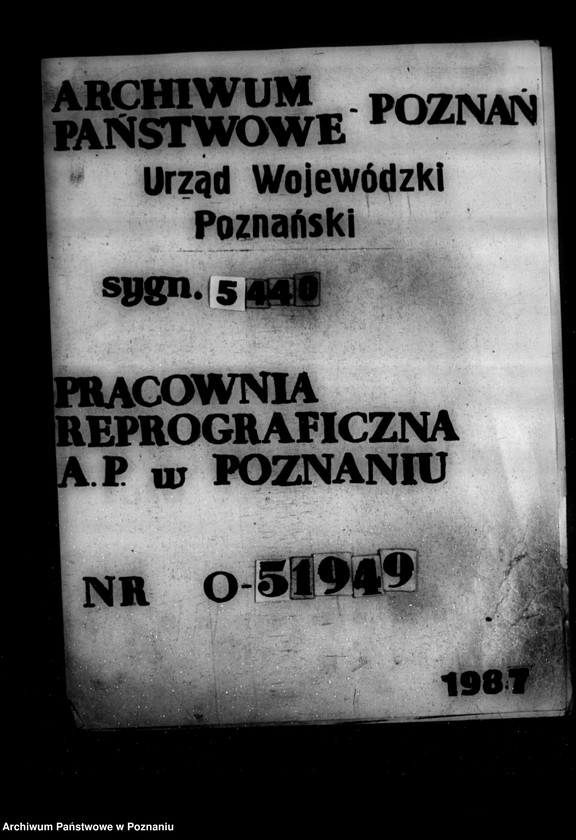 ARCHIWUM
PAŃSTWOWE - POZNAŃ
Urząd Wojewódzki
Poznański
sygn. 5440
PRACOWNIA
REPROGRAFICZNA
A.P. w POZNANIU
NR O-51949
1987
Archiwum Państwowe w Poznaniu